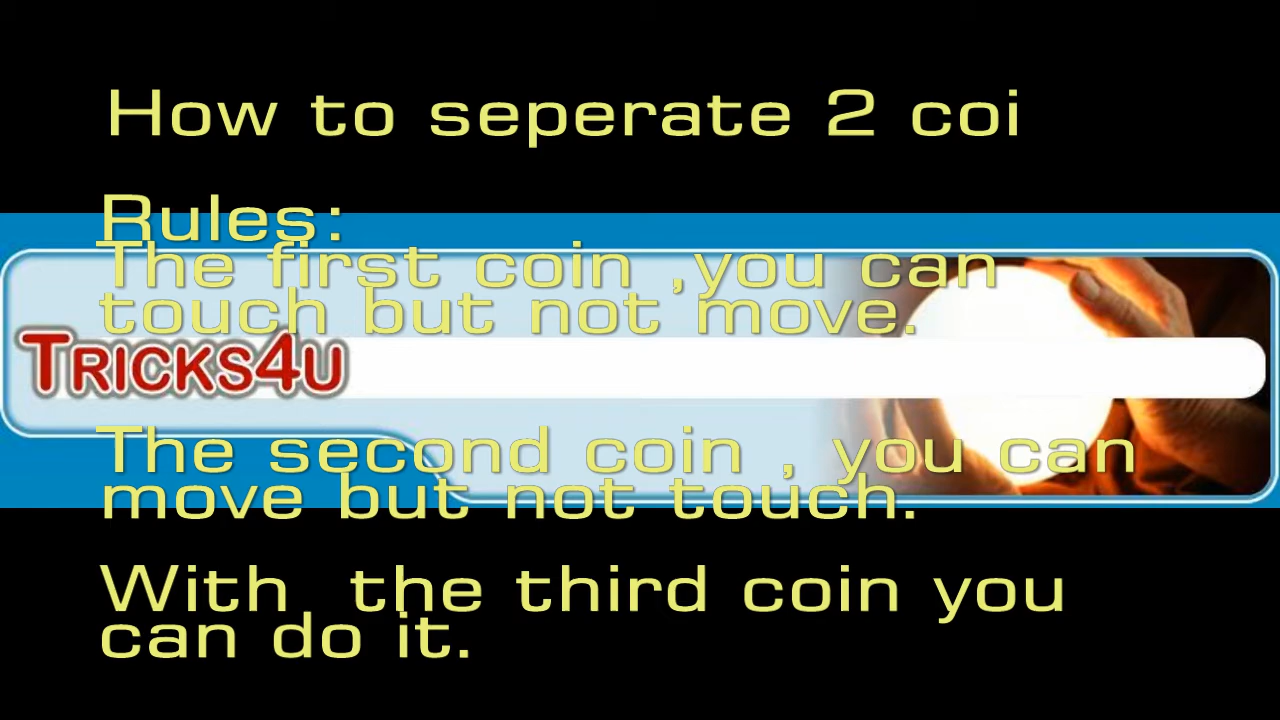 How to seperate 2 coi
Rules:
The first coin ,you can
touch but not move.
TRICKS4U
The second coin , you can
move but not touch.
With, the third coin you
can do it.